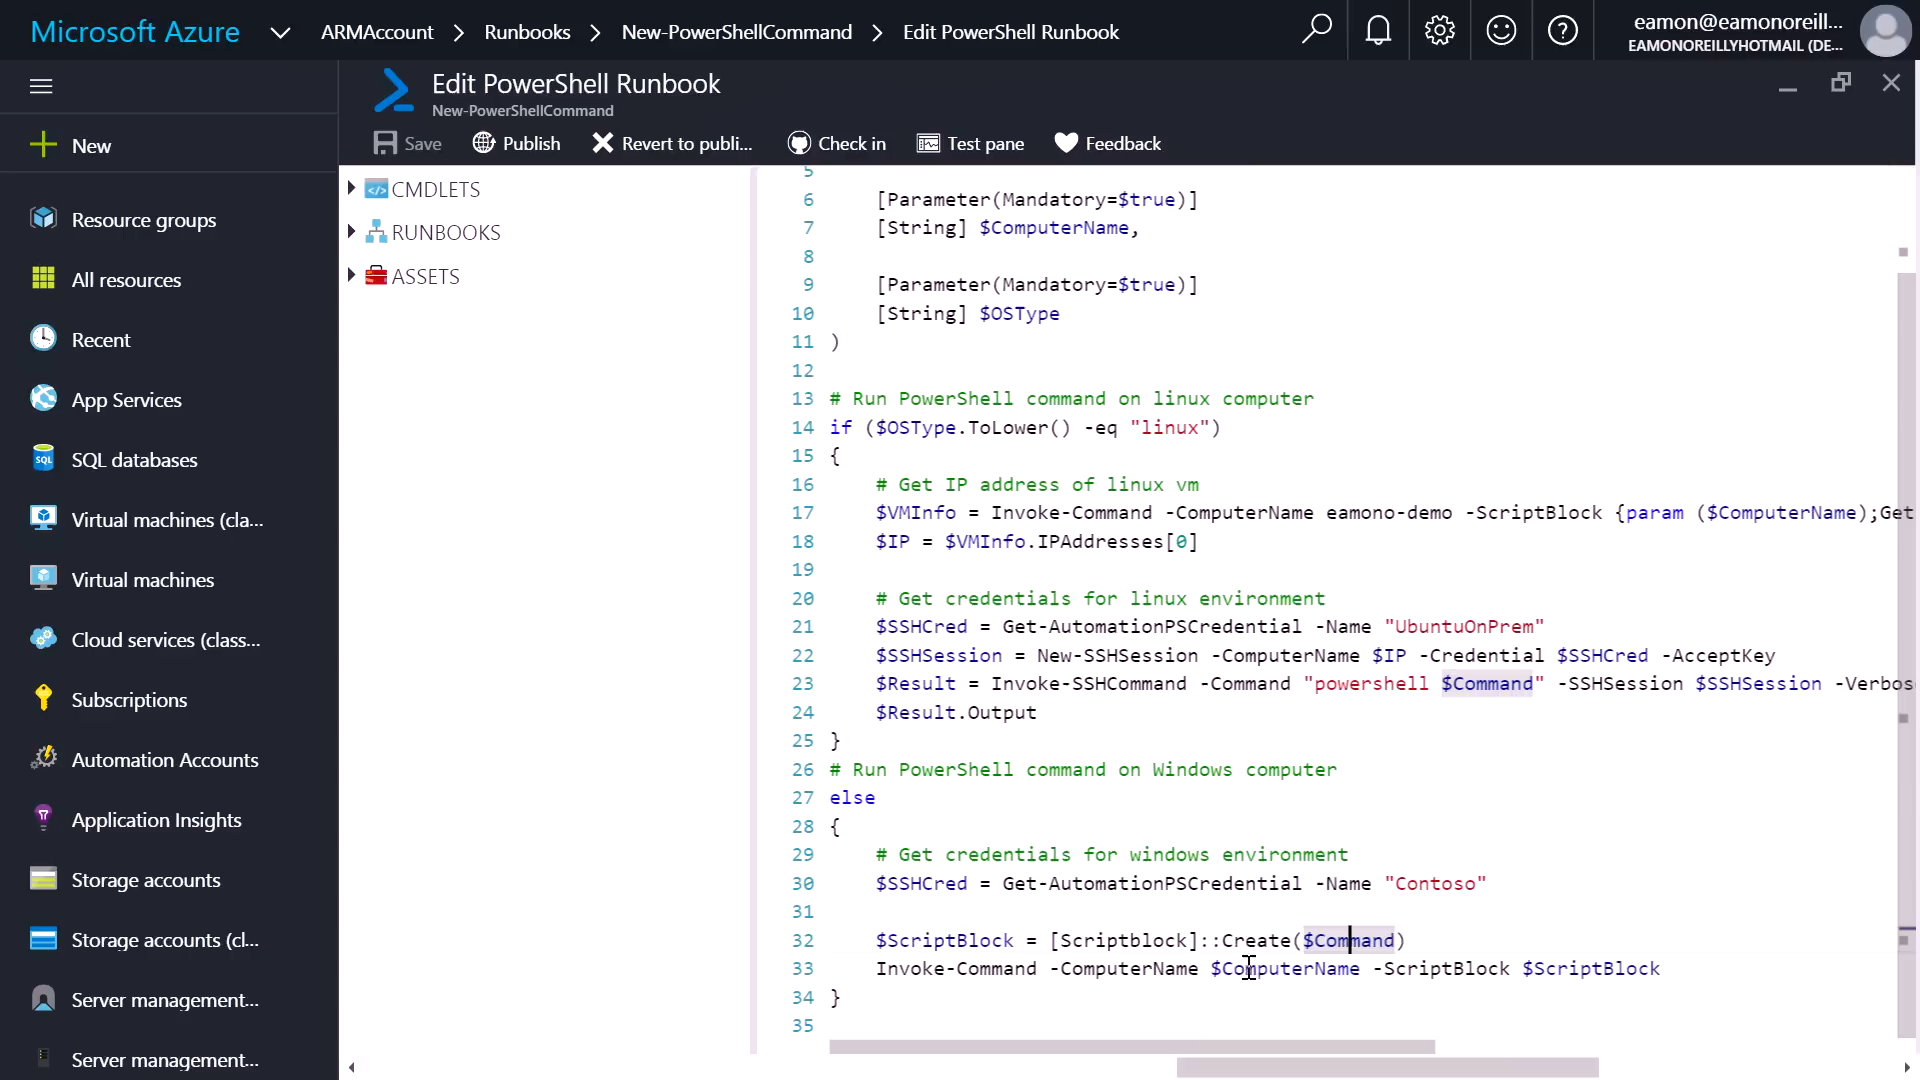 Microsoft Azure
ARMAccount > Runbooks > New-PowerShellCommand > Edit PowerShell Runbook
eamon@eamonoreill...
EAMONOREILLYHOTMAIL (DE...
Edit PowerShell Runbook
New-PowerShellCommand
Save Publish Revert to publi... Check in Test pane Feedback
New
Resource groups
All resources
Recent
App Services
SQL databases
Virtual machines (cla...
Virtual machines
Cloud services (class...
Subscriptions
Automation Accounts
Application Insights
Storage accounts
Storage accounts (cl...
Server management...
Server management...
CMDLETS
RUNBOOKS
ASSETS
5
6 [Parameter(Mandatory=$true)]
7 [String] $ComputerName,
8
9 [Parameter(Mandatory=$true)]
10 [String] $OSType
11 )
12
13 # Run PowerShell command on linux computer
14 if ($OSType.ToLower() -eq "linux")
15 {
16 # Get IP address of linux vm
17 $VMInfo = Invoke-Command -ComputerName eamono-demo -ScriptBlock {param ($ComputerName);Get
18 $IP = $VMInfo.IPAddresses[0]
19
20 # Get credentials for linux environment
21 $SSHCred = Get-AutomationPSCredential -Name "UbuntuOnPrem"
22 $SSHSession = New-SSHSession -ComputerName $IP -Credential $SSHCred -AcceptKey
23 $Result = Invoke-SSHCommand -Command "powershell $Command" -SSHSession $SSHSession -Verbos
24 $Result.Output
25 }
26 # Run PowerShell command on Windows computer
27 else
28 {
29 # Get credentials for windows environment
30 $SSHCred = Get-AutomationPSCredential -Name "Contoso"
31
32 $ScriptBlock = [Scriptblock]::Create($Command)
33 Invoke-Command -ComputerName $ComputerName -ScriptBlock $ScriptBlock
34 }
35